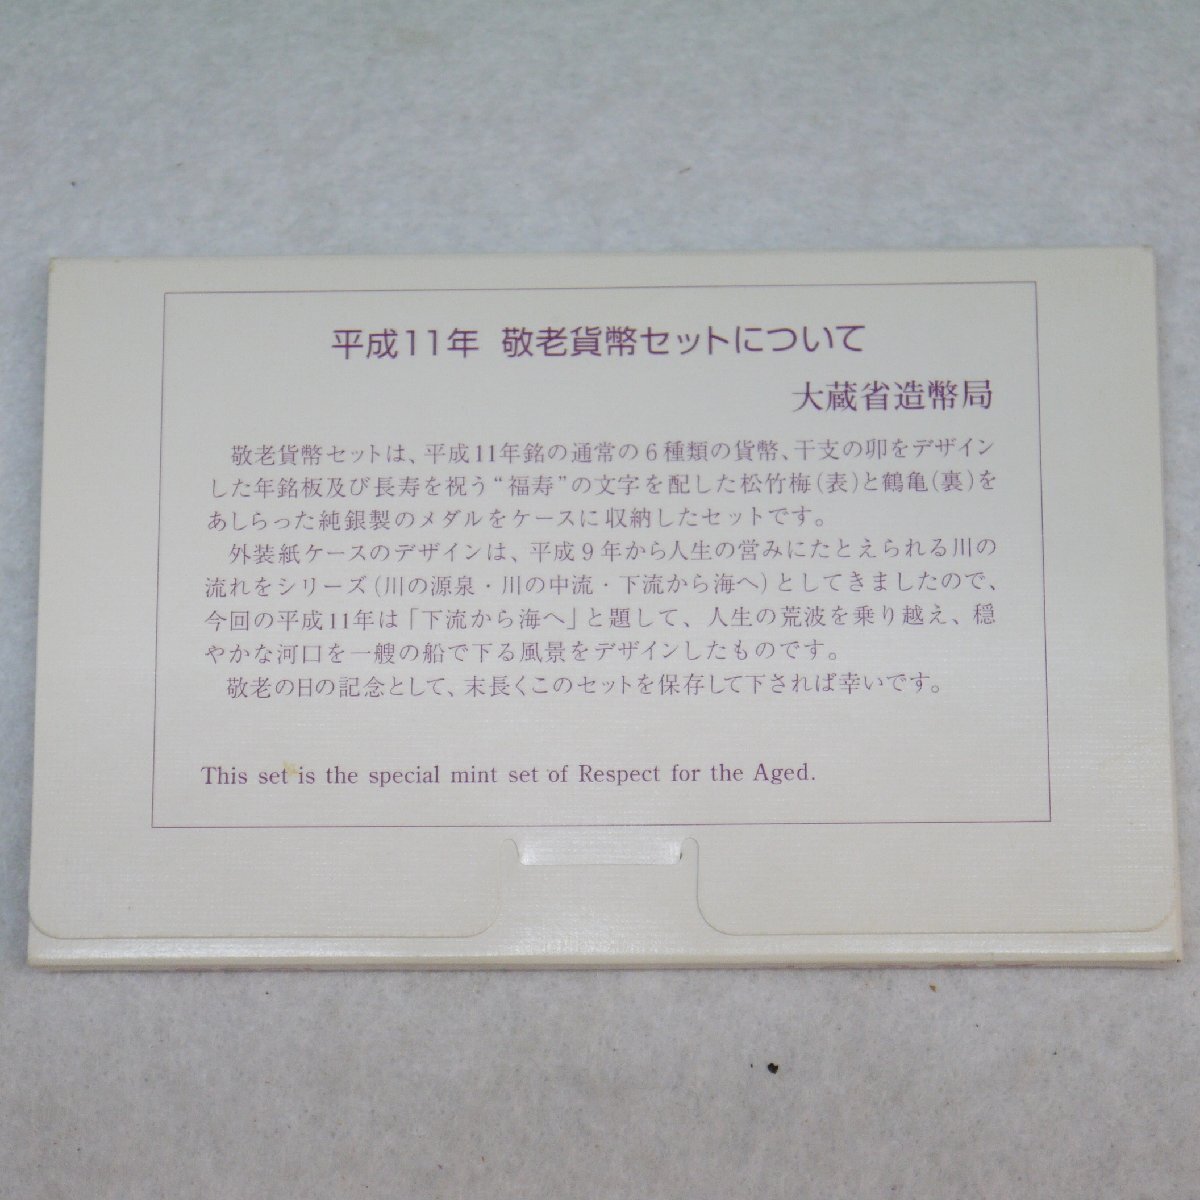 平成11年 敬老貨幣セットについて
大蔵省造幣局
敬老貨幣セットは、平成11年銘の通常の6種類の貨幣、干支の卯をデザイン
した年銘板及び長寿を祝う“福寿”の文字を配した松竹梅(表)と鶴亀(裏)を
あしらった純銀製のメダルをケースに収納したセットです。
外装紙ケースのデザインは、平成9年から人生の営みにたとえられる川の
流れをシリーズ(川の源泉・川の中流・下流から海へ)としてきましたので、
今回の平成11年は「下流から海へ」と題して、人生の荒波を乗り越え、穏
やかな河口を一艘の船で下る風景をデザインしたものです。
敬老の日の記念として、末長くこのセットを保存して下されば幸いです。
This set is the special mint set of Respect for the Aged.